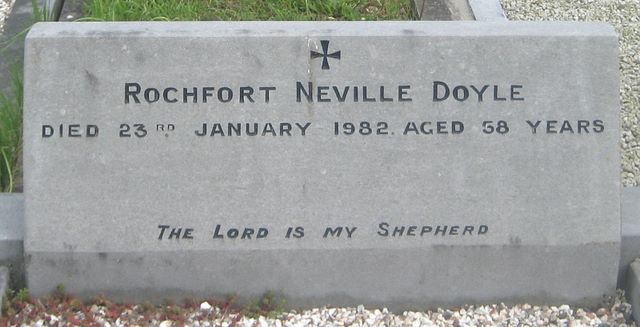 ROCHFORT NEVILLE DOYLE
DIED 23RD JANUARY 1982. AGED 58 YEARS
THE LORD IS MY SHEPHERD